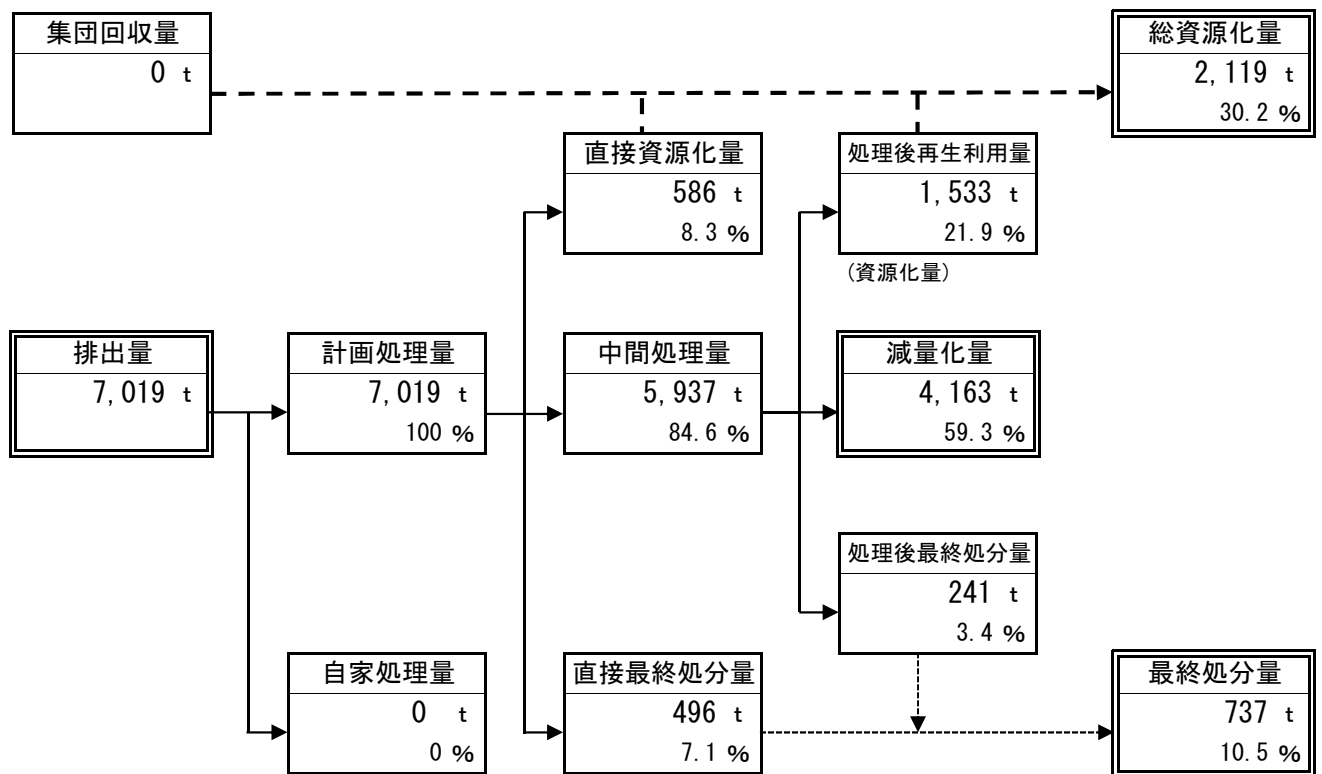 集団回収量
0 t
総資源化量
2,119 t
30.2 %
直接資源化量
586 t
8.3 %
処理後再生利用量
1,533 t
21.9 %
(資源化量)
排出量
7,019 t
計画処理量
7,019 t
100 %
中間処理量
5,937 t
84.6 %
減量化量
4,163 t
59.3 %
処理後最終処分量
241 t
3.4 %
自家処理量
0 t
0 %
直接最終処分量
496 t
7.1 %
最終処分量
737 t
10.5 %